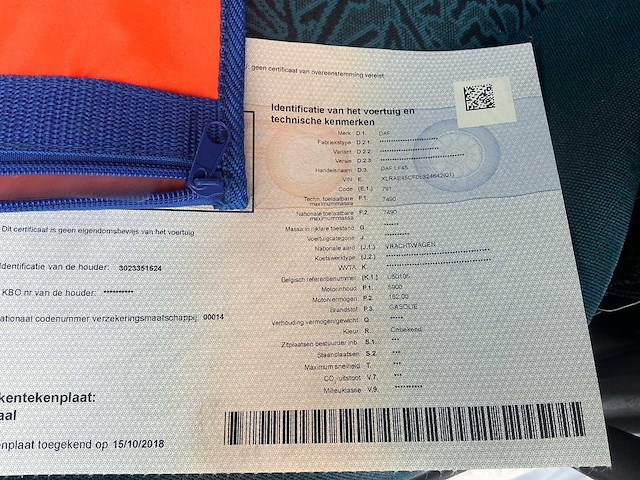 geen certificaat van overeenstemming vereist
Identificatie van het voertuig en
technische kenmerken
Merk D.1. DAF
Fabriekstype D.2.1. ****************
Variant D.2.2. ****************
Versie D.2.3. **********************
Handelsnaam D.3. DAF LF45
VIN E.
Code (E.1.) 791
Techn. toelaatbare maximummassa F.1. 7490
Nationale toelaatbare maximummassa F.2. 7490
Massa in rijklare toestand G. *****
Voertuigcategorie J. **
Nationale aard (J.1.) VRACHTWAGEN
Koetswerktype (J.2.) ******************************
WVTA K. ******************************
Belgisch referentienummer (K.1.)
Motorinhoud P.1. 5900
Motorvermogen P.2. 162,00
Brandstof P.3. GASOLIE
Verhouding vermogen/gewicht Q. *****
Kleur R. Onbekend
Zitplaatsen bestuurder inb. S.1. ***
Staanplaatsen S.2. ***
Maximum snelheid T. ***
CO2-uitstoot V.7. ***
Milieuklasse V.9. **********
Dit certificaat is geen eigendomsbewijs van het voertuig
Identificatie van de houder: 3023351624
KBO nr van de houder: **********
ationaal codenummer verzekeringsmaatschappij: 00014
kentekenplaat:
aal
enplaat toegekend op 15/10/2018